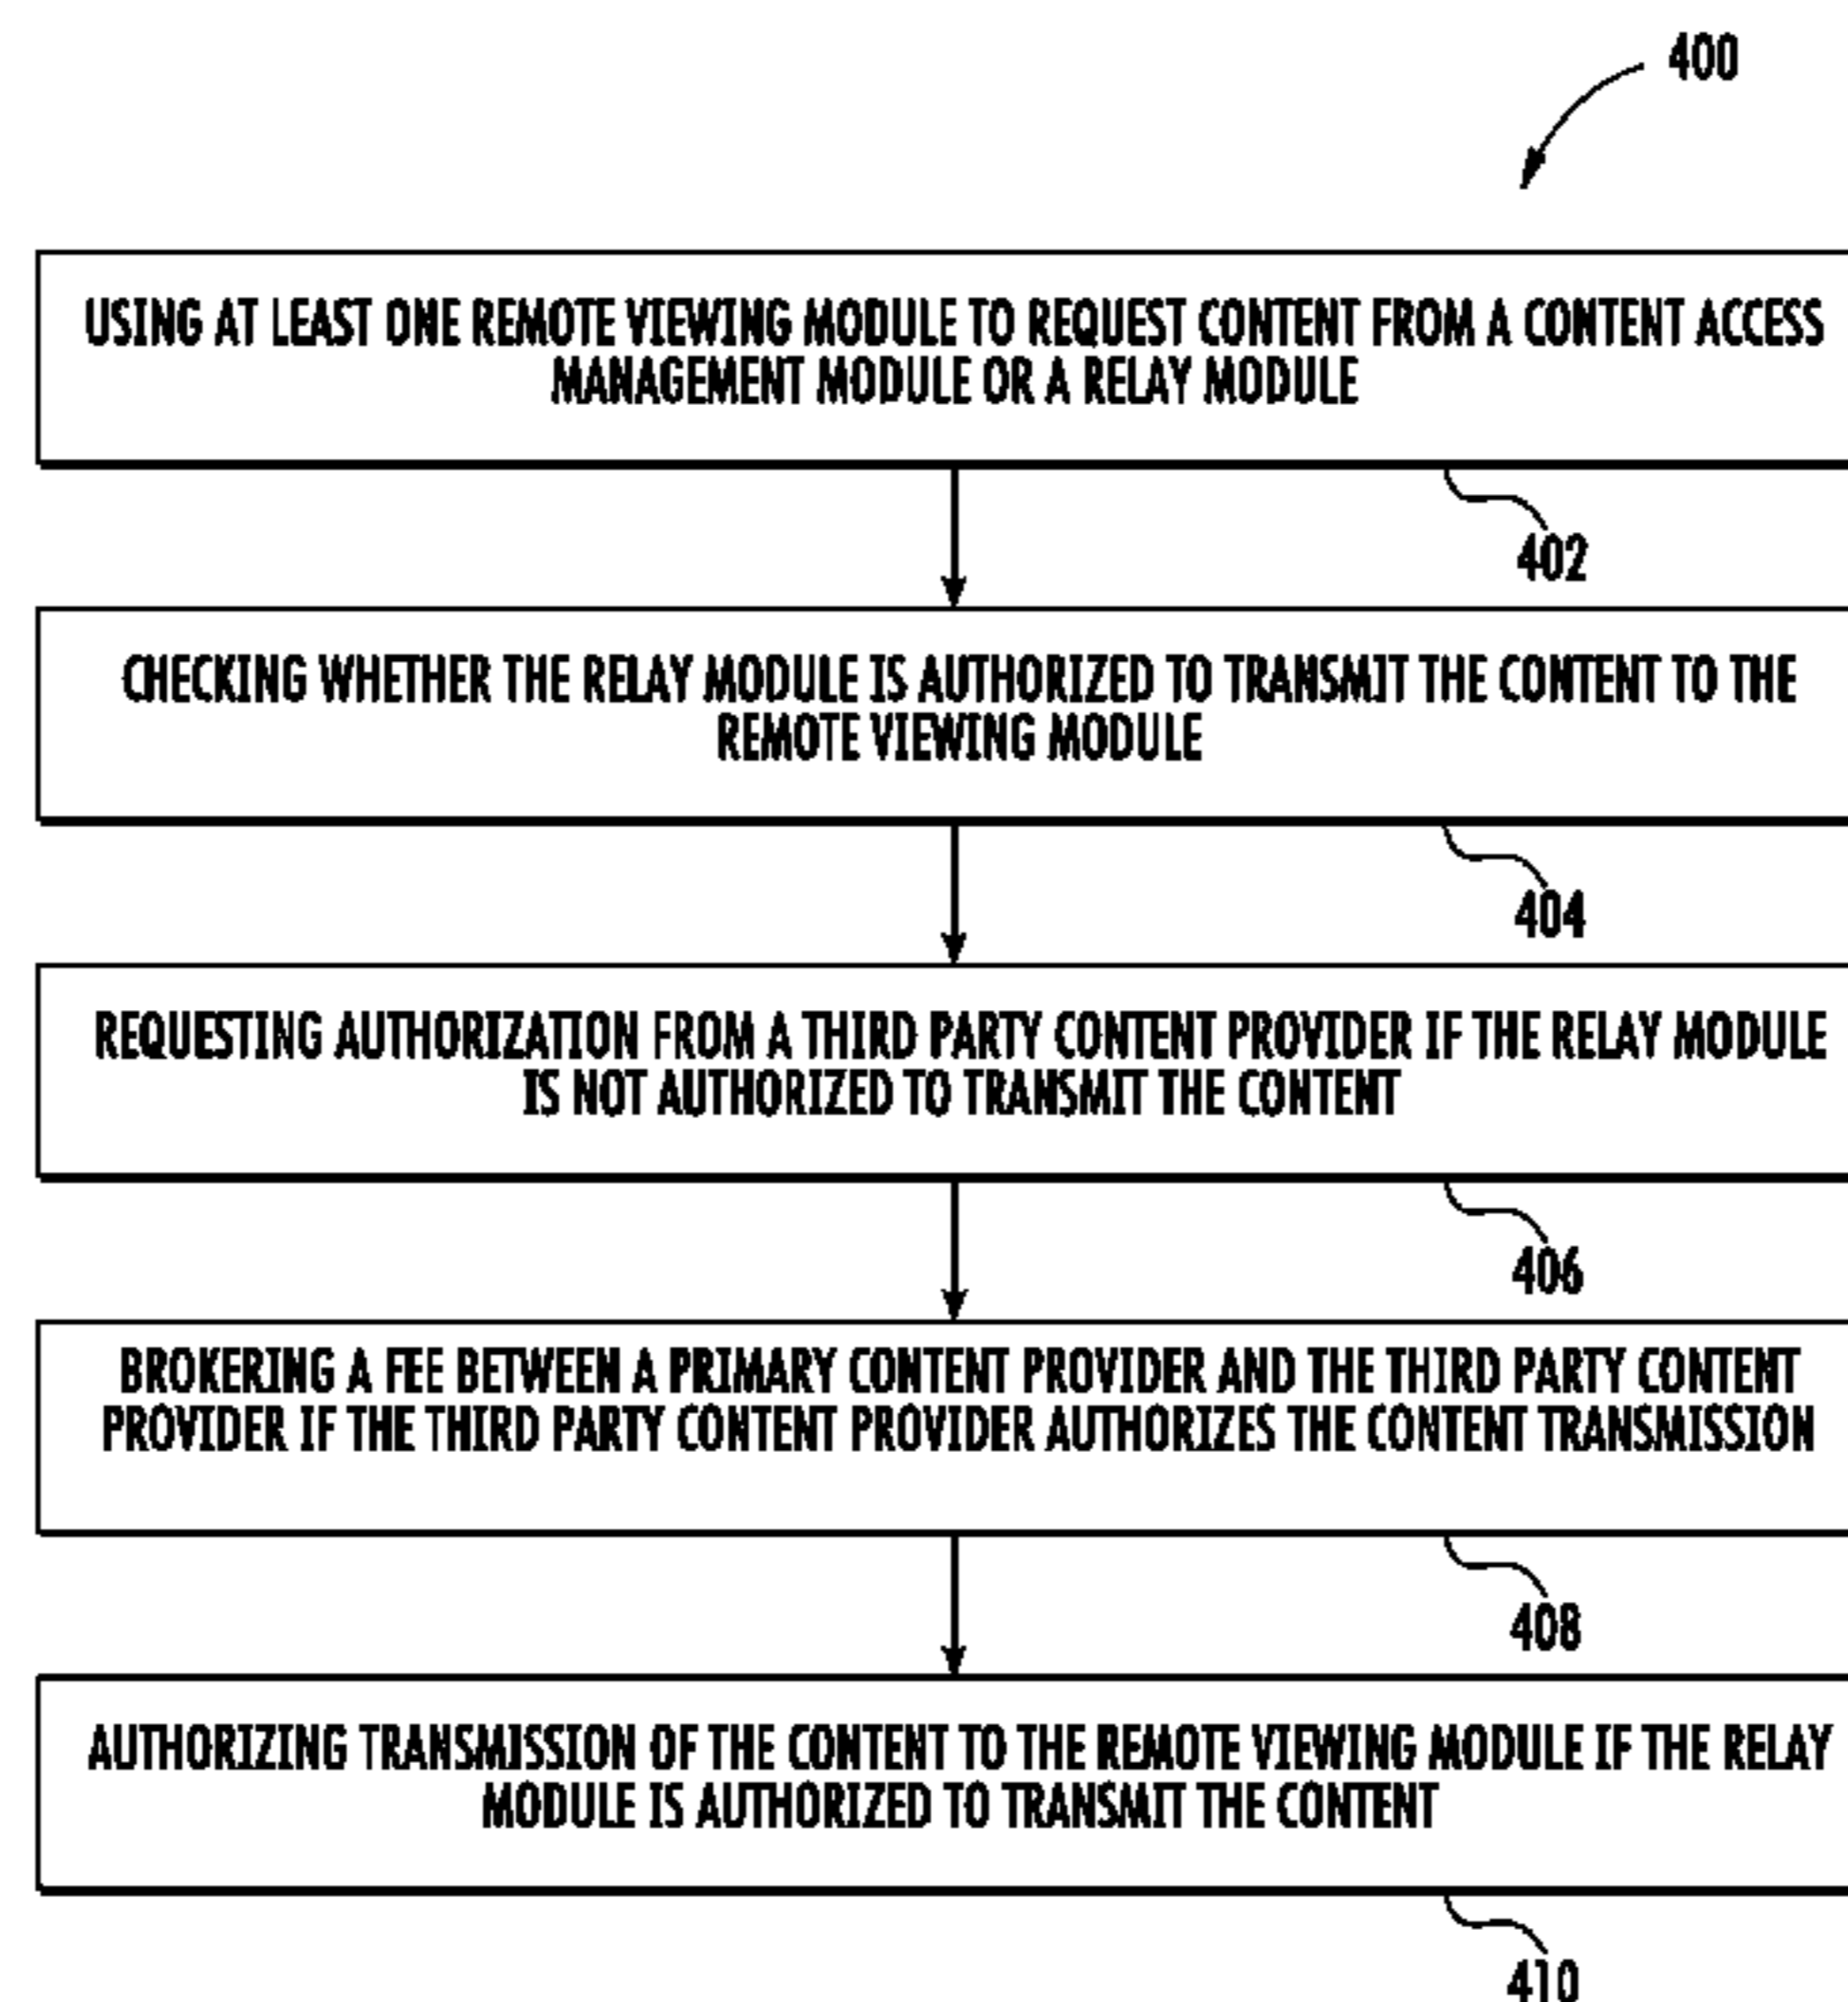 400
USING AT LEAST ONE REMOTE VIEWING MODULE TO REQUEST CONTENT FROM A CONTENT ACCESS
MANAGEMENT MODULE OR A RELAY MODULE
402
CHECKING WHETHER THE RELAY MODULE IS AUTHORIZED TO TRANSMIT THE CONTENT TO THE
REMOTE VIEWING MODULE
404
REQUESTING AUTHORIZATION FROM A THIRD PARTY CONTENT PROVIDER IF THE RELAY MODULE
IS NOT AUTHORIZED TO TRANSMIT THE CONTENT
406
BROKERING A FEE BETWEEN A PRIMARY CONTENT PROVIDER AND THE THIRD PARTY CONTENT
PROVIDER IF THE THIRD PARTY CONTENT PROVIDER AUTHORIZES THE CONTENT TRANSMISSION
408
AUTHORIZING TRANSMISSION OF THE CONTENT TO THE REMOTE VIEWING MODULE IF THE RELAY
MODULE IS AUTHORIZED TO TRANSMIT THE CONTENT
410